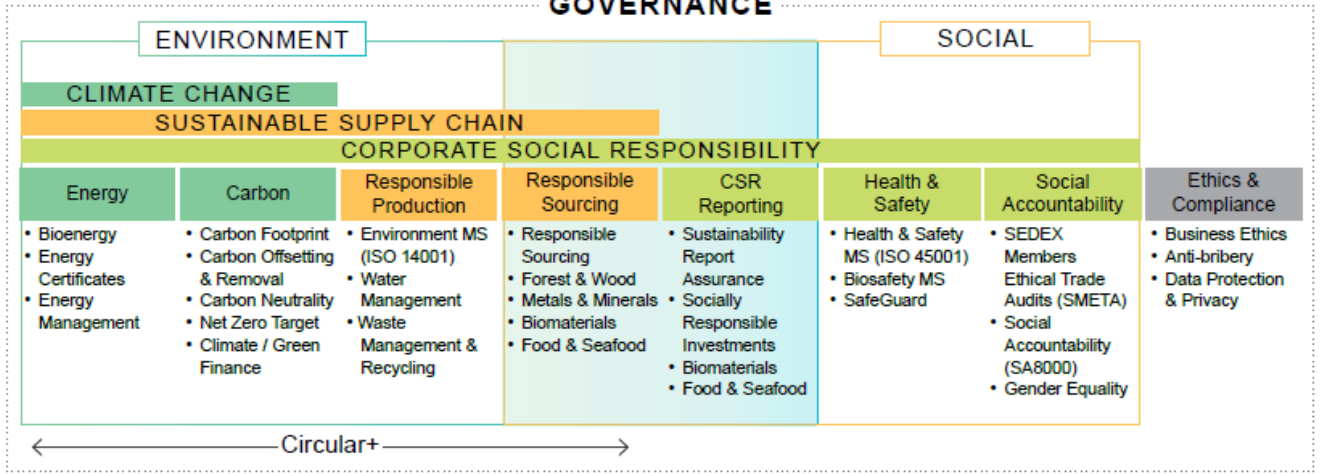 GOVERNANCE
ENVIRONMENT
SOCIAL
CLIMATE CHANGE
SUSTAINABLE SUPPLY CHAIN
CORPORATE SOCIAL RESPONSIBILITY
Energy
• Bioenergy
• Energy
Certificates
• Energy
Management
Carbon
• Carbon Footprint
• Carbon Offsetting
& Removal
• Carbon Neutrality
• Net Zero Target
• Climate / Green
Finance
Responsible
Production
• Environment MS
(ISO 14001)
• Water
Management
• Waste
Management &
Recycling
Responsible
Sourcing
• Responsible
Sourcing
• Forest & Wood
• Metals & Minerals
• Biomaterials
• Food & Seafood
CSR
Reporting
• Sustainability
Report
Assurance
• Socially
Responsible
Investments
• Biomaterials
• Food & Seafood
Health &
Safety
• Health & Safety
MS (ISO 45001)
• Biosafety MS
• SafeGuard
Social
Accountability
• SEDEX
Members
Ethical Trade
Audits (SMETA)
• Social
Accountability
(SA8000)
• Gender Equality
Ethics &
Compliance
• Business Ethics
• Anti-bribery
• Data Protection
& Privacy
Circular+